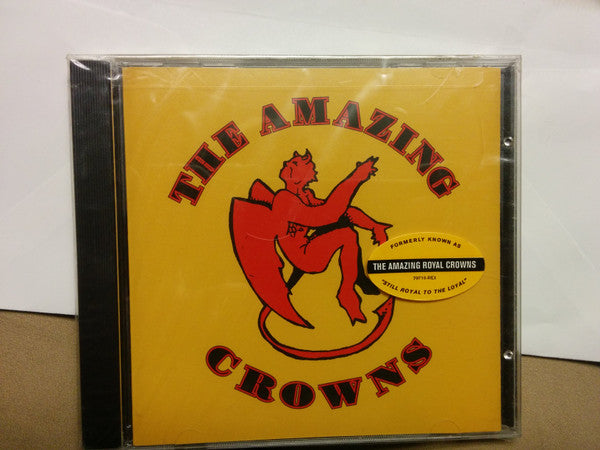 THE AMAZING
FORMERLY KNOWN AS
THE AMAZING ROYAL CROWNS
"STILL ROYAL TO THE LOYAL"
CROWNS